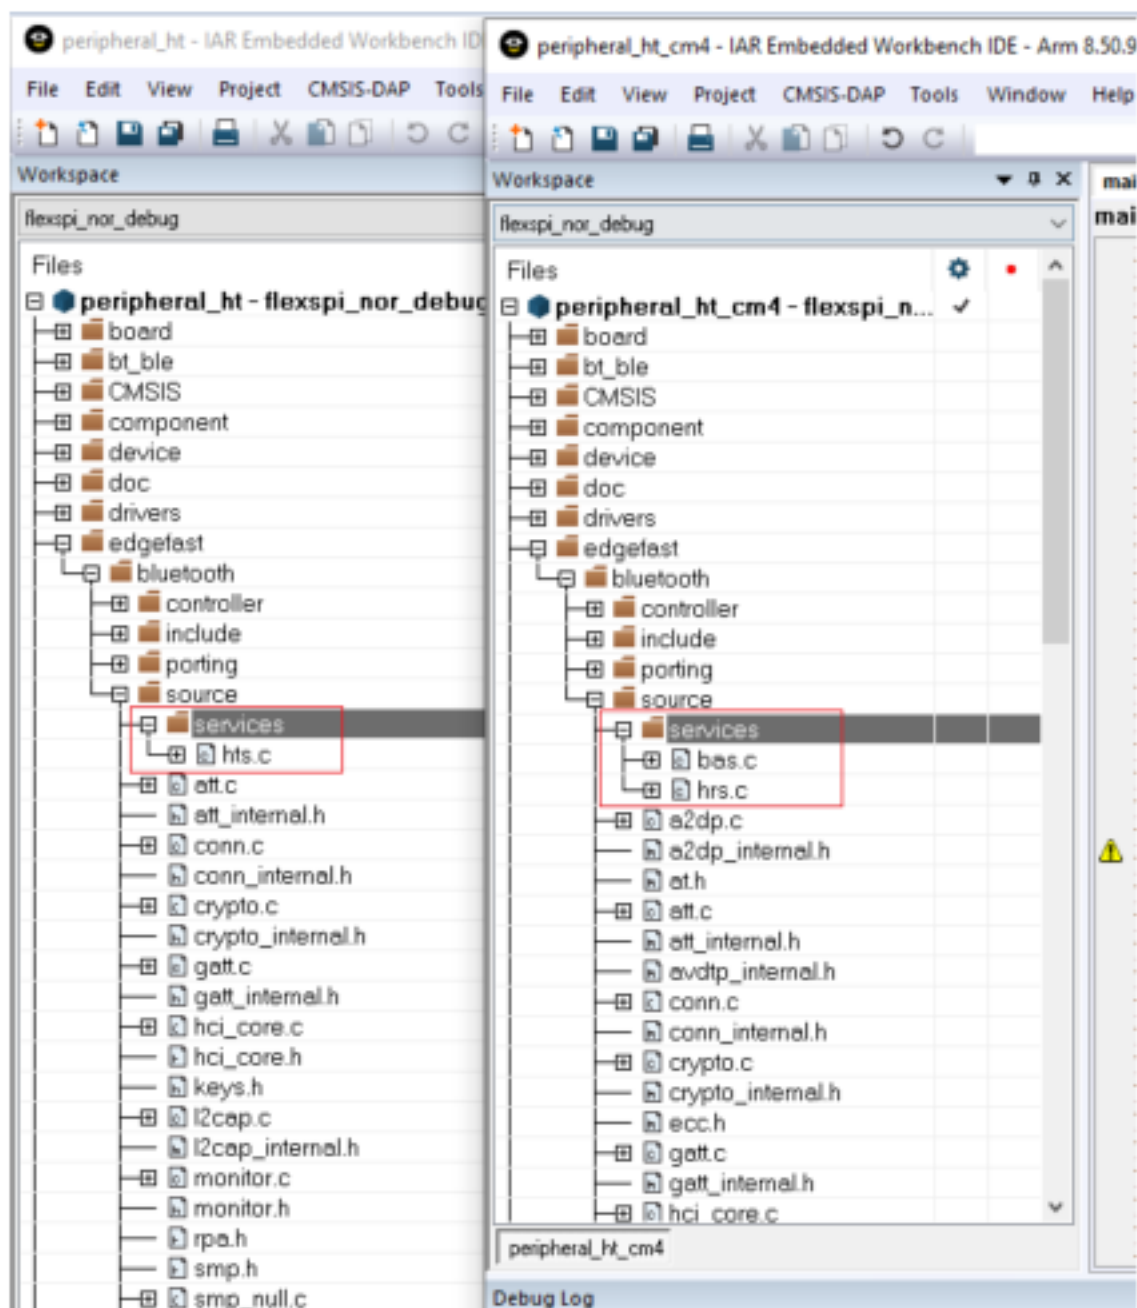 peripheral_ht - IAR Embedded Workbench ID
File Edit View Project CMSIS-DAP Tools
Workspace
flexspi_nor_debug
Files
peripheral_ht - flexspi_nor_debug
board
bt_ble
CMSIS
component
device
doc
drivers
edgefast
bluetooth
controller
include
porting
source
services
hts.c
att.c
att_internal.h
conn.c
conn_internal.h
crypto.c
crypto_internal.h
gatt.c
gatt_internal.h
hci_core.c
hci_core.h
keys.h
l2cap.c
l2cap_internal.h
monitor.c
monitor.h
rpa.h
smp.h
smp_null.c
peripheral_ht_cm4 - IAR Embedded Workbench IDE - Arm 8.50.9
File Edit View Project CMSIS-DAP Tools Window Help
Workspace
flexspi_nor_debug
Files
peripheral_ht_cm4 - flexspi_n...
board
bt_ble
CMSIS
component
device
doc
drivers
edgefast
bluetooth
controller
include
porting
source
services
bas.c
hrs.c
a2dp.c
a2dp_internal.h
at.h
att.c
att_internal.h
avdtp_internal.h
conn.c
conn_internal.h
crypto.c
crypto_internal.h
ecc.h
gatt.c
gatt_internal.h
hci_core.c
peripheral_ht_cm4
Debug Log
mai
mai